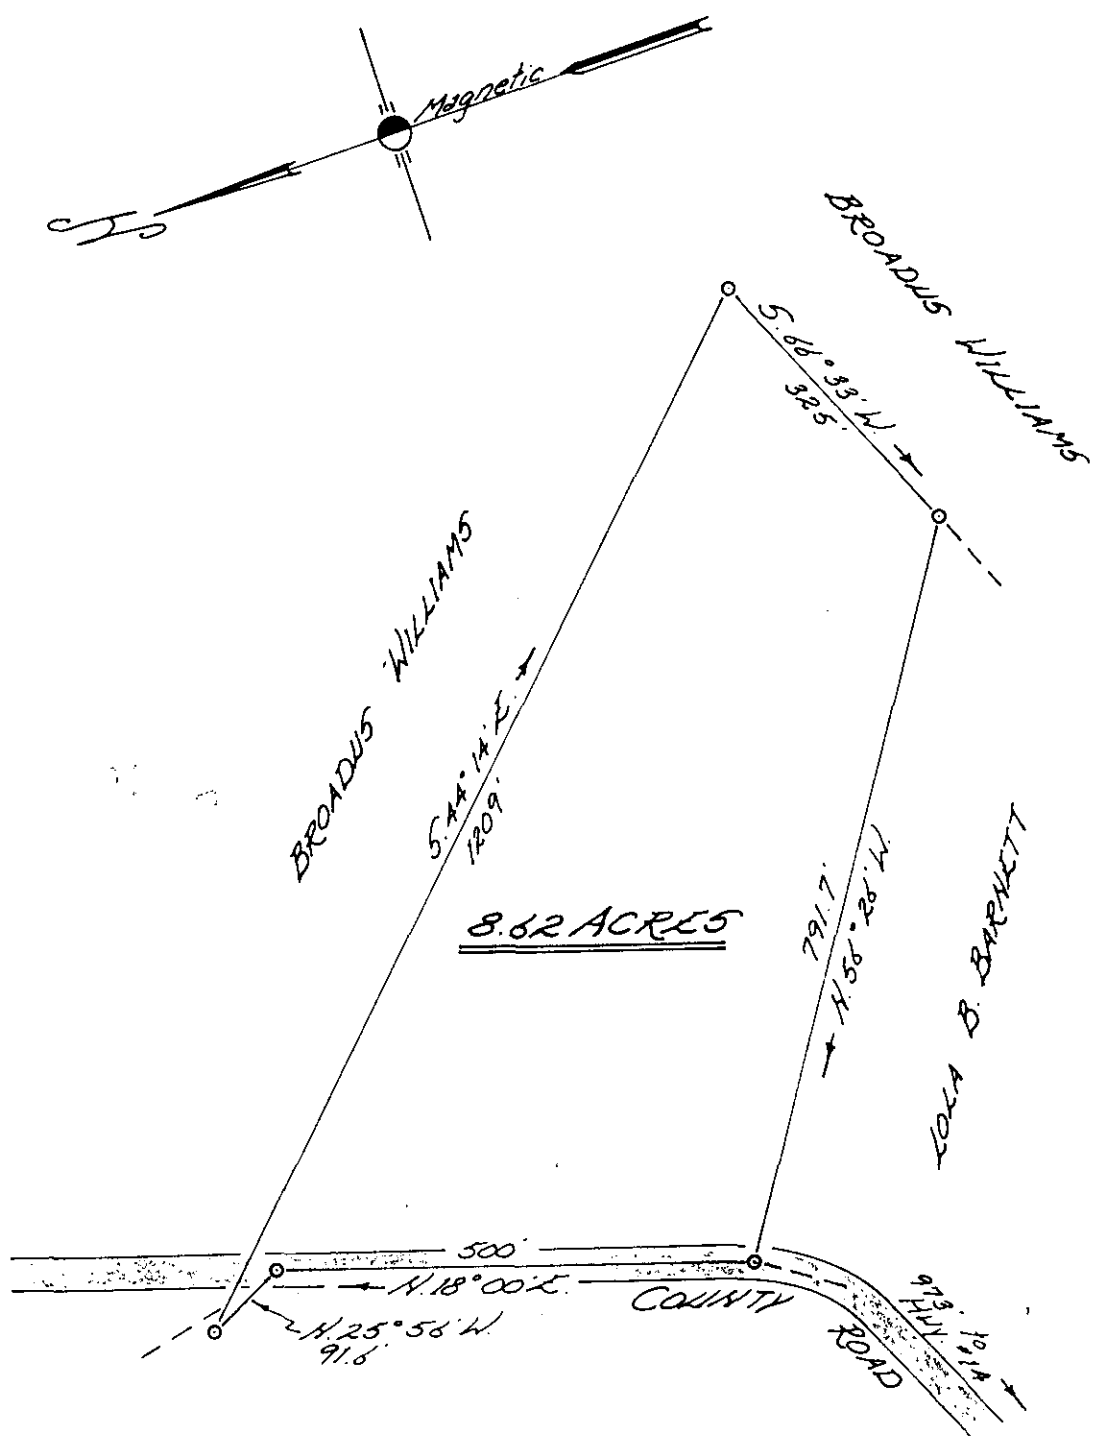 Magnetic
BROADUS WILLIAMS
S. 66° 33' W.
325'
BROADUS WILLIAMS
S. 44° 14' E.
1209'
8.62 ACRES
791.7'
N. 56° 26' W.
LOLA B. BARNETT
500'
N. 18° 00' E.
COUNTY
ROAD
N. 25° 56' W.
91.6'
973' to
HWY. #1A